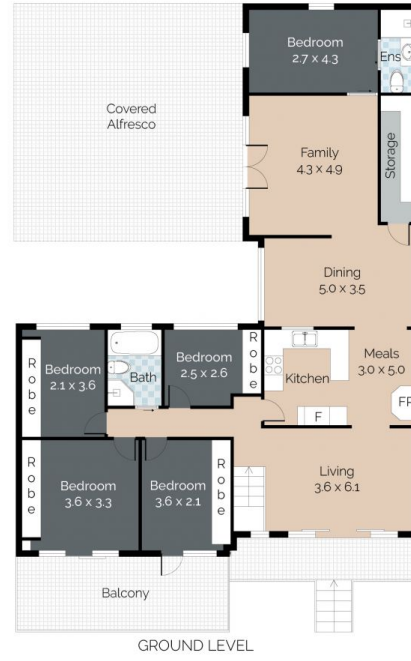 Bedroom
2.7 x 4.3
Ens
Covered
Alfresco
Family
4.3 x 4.9
Storage
Dining
5.0 x 3.5
Robe
Bedroom
2.1 x 3.6
Bath
Bedroom
2.5 x 2.6
Robe
Kitchen
Meals
3.0 x 5.0
FP
F
Robe
Bedroom
3.6 x 3.3
Bedroom
3.6 x 2.1
Robe
Living
3.6 x 6.1
Balcony
GROUND LEVEL